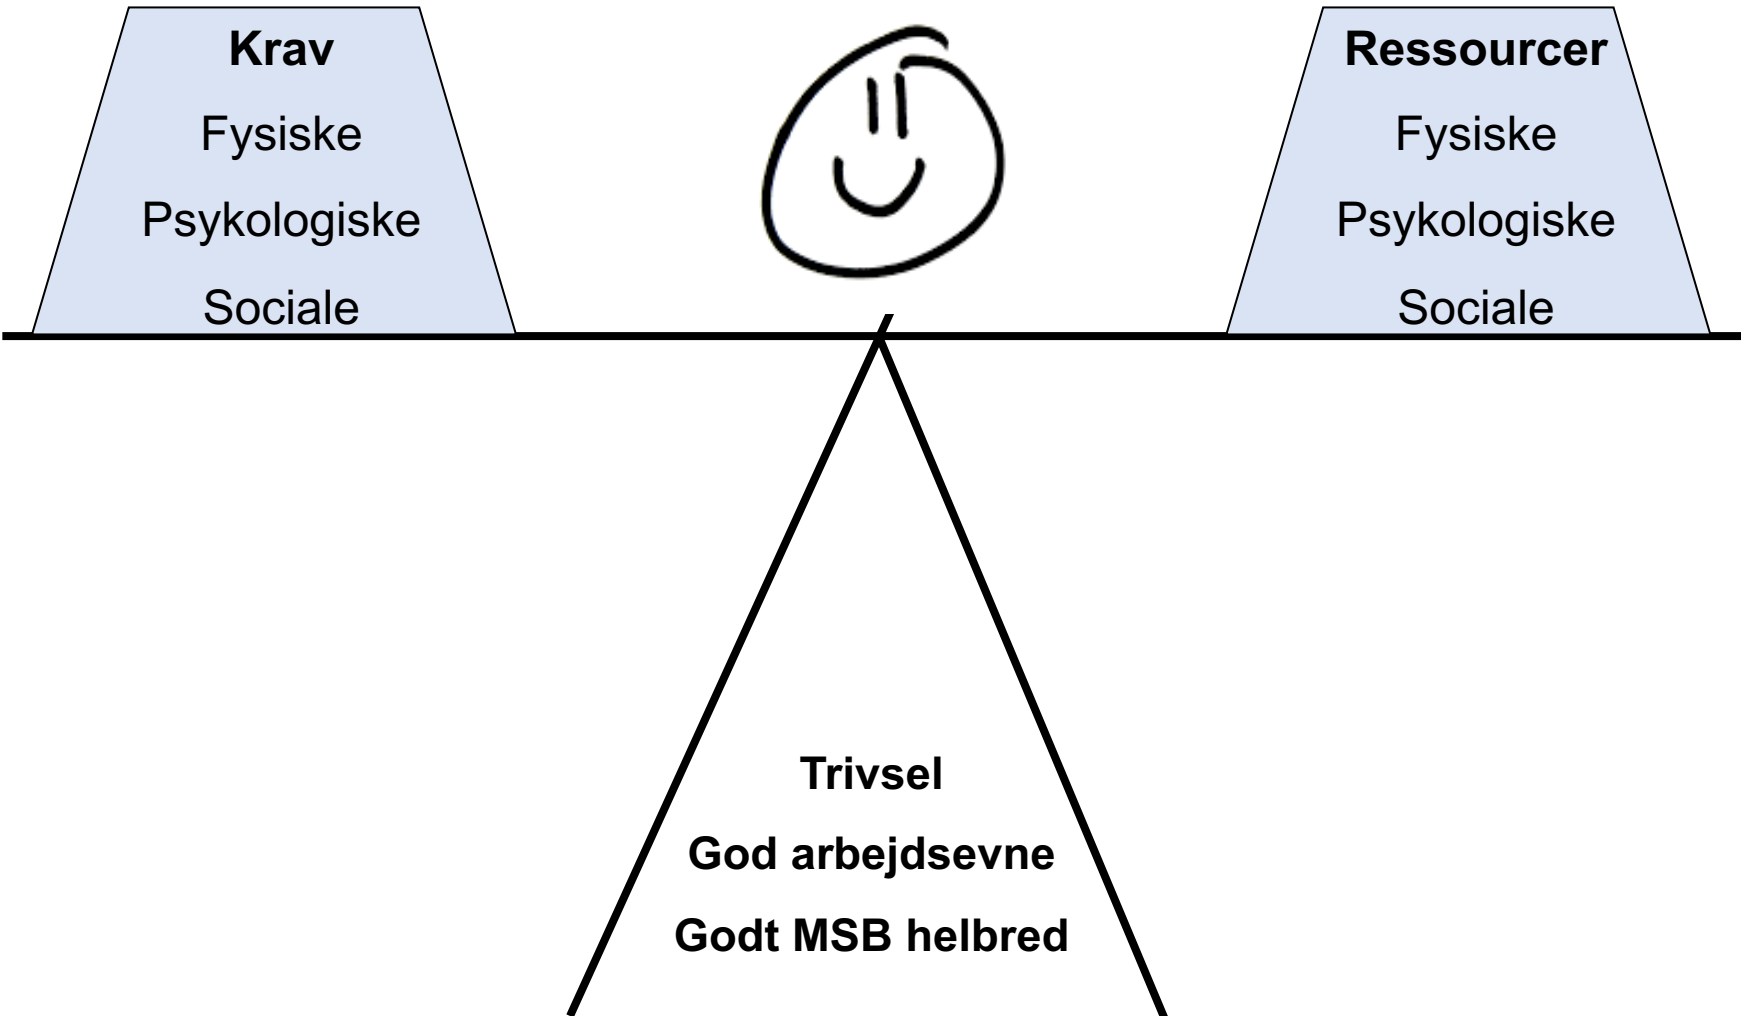 Krav
Fysiske
Psykologiske
Sociale
Ressourcer
Fysiske
Psykologiske
Sociale
Trivsel
God arbejdsevne
Godt MSB helbred